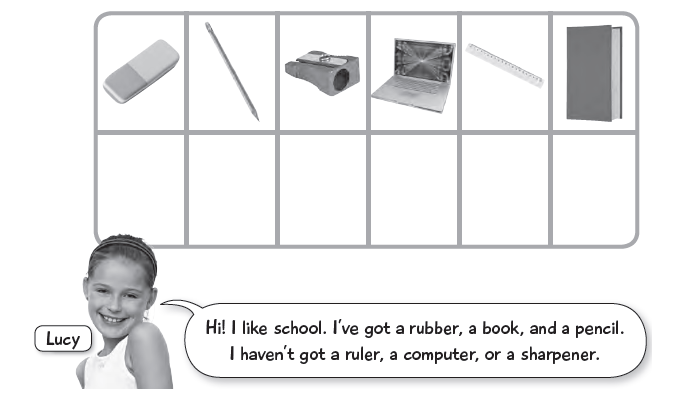 Lucy
Hi! I like school. I've got a rubber, a book, and a pencil.
I haven't got a ruler, a computer, or a sharpener.